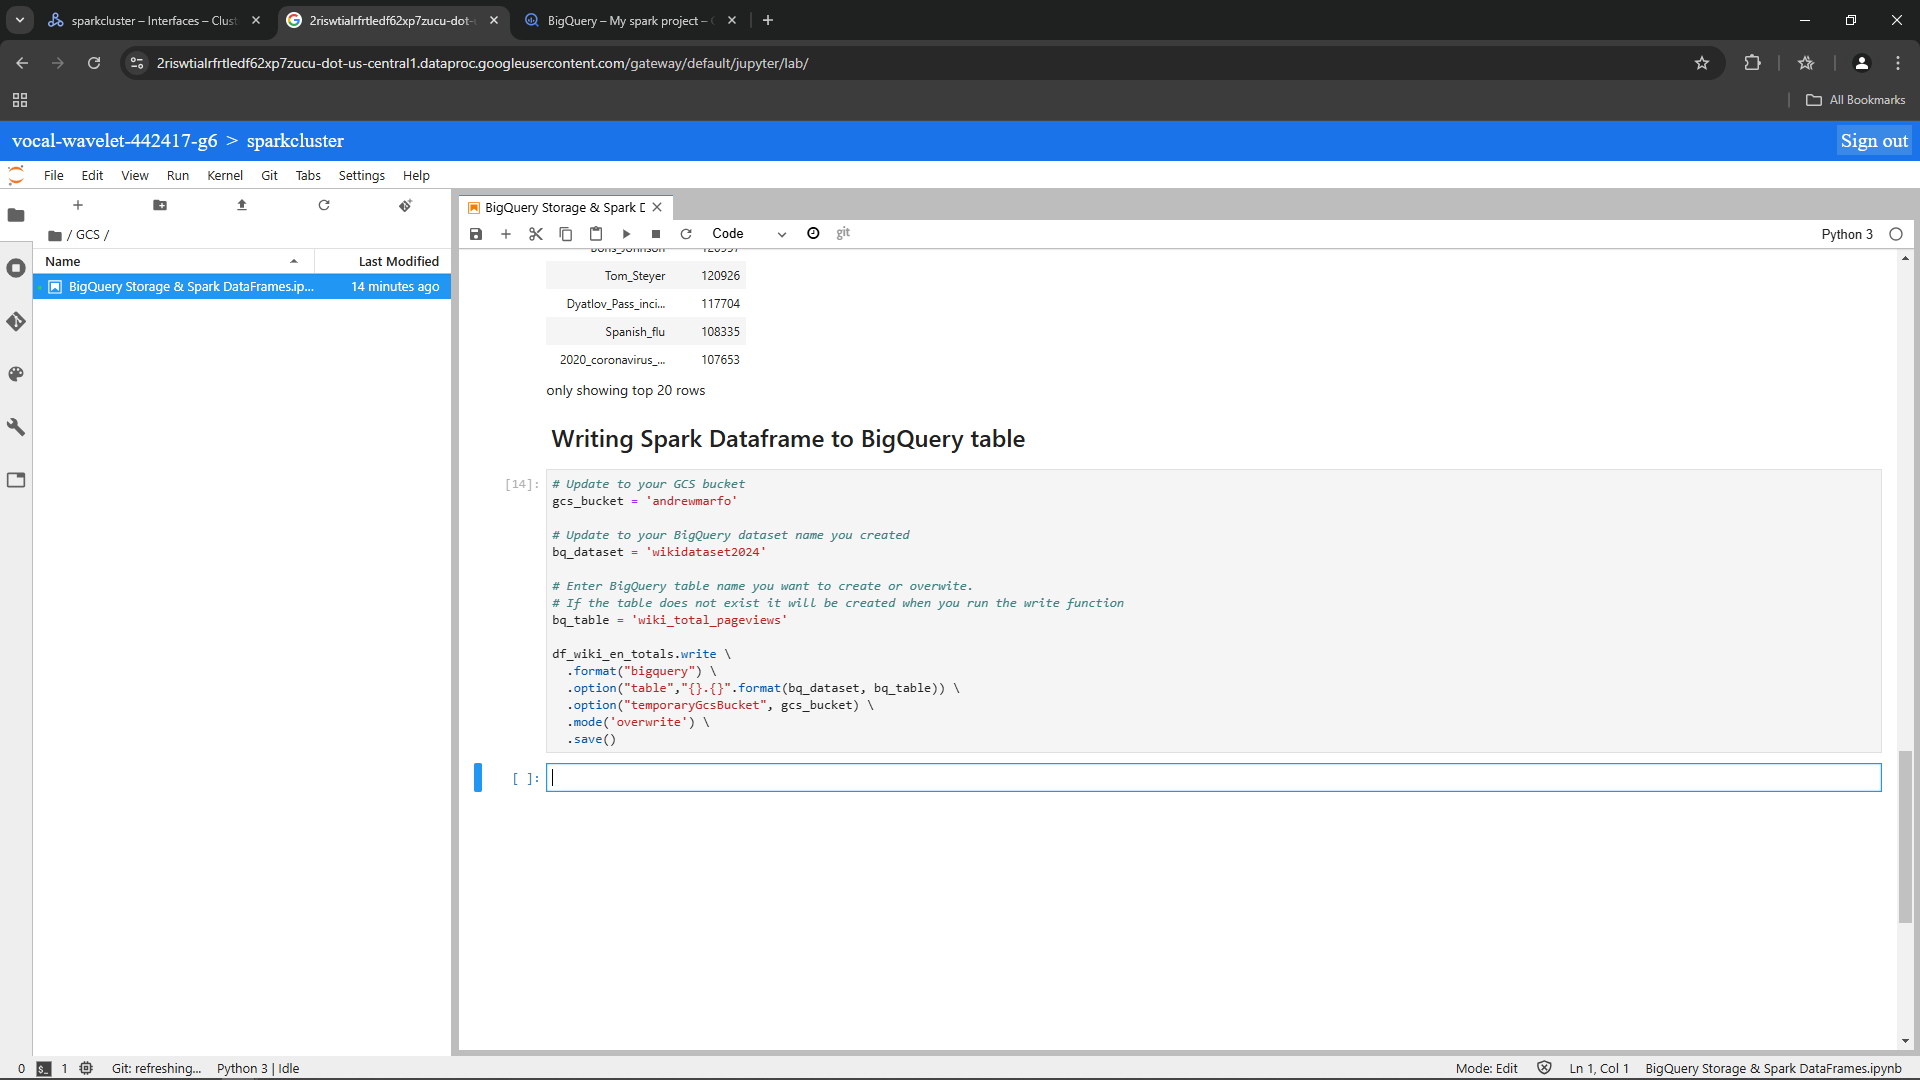 sparkcluster – Interfaces – Clust
2riswtialrfrtledf62xp7zucu-dot-
BigQuery – My spark project –
2riswtialrfrtledf62xp7zucu-dot-us-central1.dataproc.googleusercontent.com/gateway/default/jupyter/lab/
All Bookmarks
vocal-wavelet-442417-g6 > sparkcluster
Sign out
File Edit View Run Kernel Git Tabs Settings Help
/ GCS /
Name Last Modified
BigQuery Storage & Spark DataFrames.ip... 14 minutes ago
BigQuery Storage & Spark D
Code
git
Python 3
Boris_Johnson 120957
Tom_Steyer 120926
Dyatlov_Pass_inci... 117704
Spanish_flu 108335
2020_coronavirus_... 107653
only showing top 20 rows
Writing Spark Dataframe to BigQuery table
[14]:
# Update to your GCS bucket
gcs_bucket = 'andrewmarfo'
# Update to your BigQuery dataset name you created
bq_dataset = 'wikidataset2024'
# Enter BigQuery table name you want to create or overwite.
# If the table does not exist it will be created when you run the write function
bq_table = 'wiki_total_pageviews'
df_wiki_en_totals.write \
.format("bigquery") \
.option("table","{}.{}".format(bq_dataset, bq_table)) \
.option("temporaryGcsBucket", gcs_bucket) \
.mode('overwrite') \
.save()
[ ]:
0 $_ 1 Git: refreshing... Python 3 | Idle
Mode: Edit Ln 1, Col 1 BigQuery Storage & Spark DataFrames.ipynb